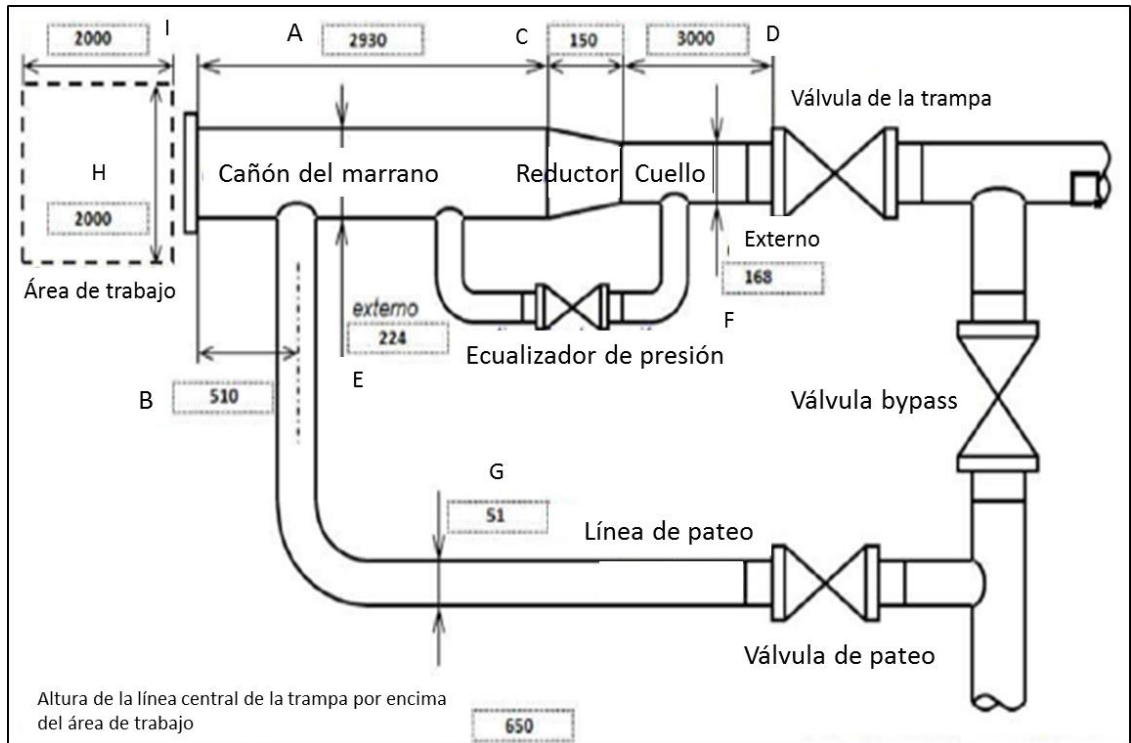 I
2000
A
2930
C
150
3000
D
Válvula de la trampa
H
2000
Cañón del marrano
Reductor
Cuello
Externo
168
F
Área de trabajo
externo
224
E
Ecualizador de presión
B
510
Válvula bypass
G
51
Línea de pateo
Válvula de pateo
Altura de la línea central de la trampa por encima
del área de trabajo
650